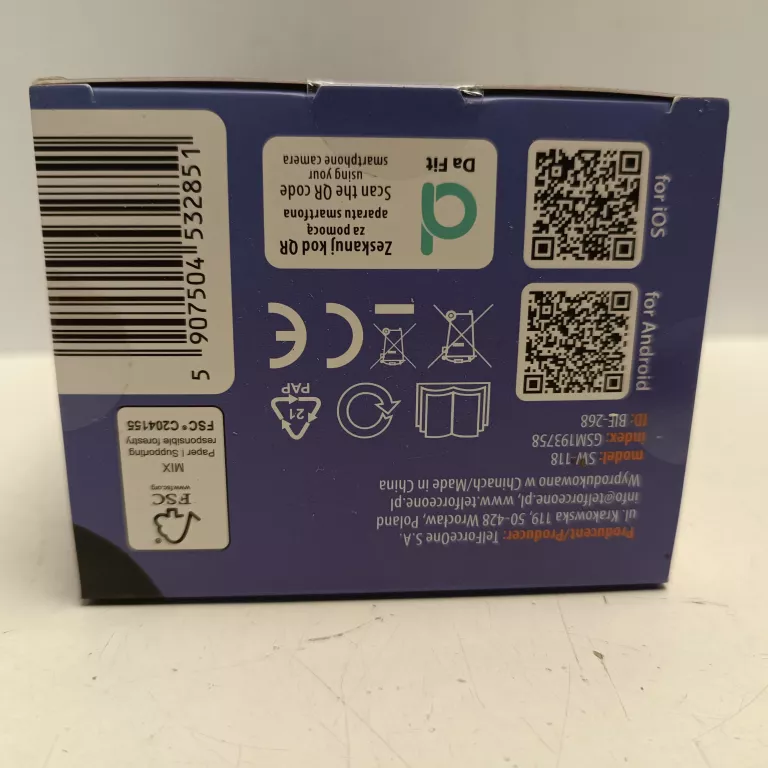 Producent/Producer: TelForceOne S.A.
ul. Krakowska 119, 50-428 Wrocław, Poland
info@telforceone.pl, www.telforceone.pl
Wyprodukowano w Chinach/Made in China
model: SW-118
index: GSM193758
ID: BIF-268
for Android
for iOS
21
PAP
CE
Zeskanuj kod QR
za pomocą
aparatu smartfona
Scan the QR code
using your
smartphone camera
Da Fit
FSC
www.fsc.org
MIX
Paper | Supporting
responsible forestry
FSC® C204155
5 907504 532851